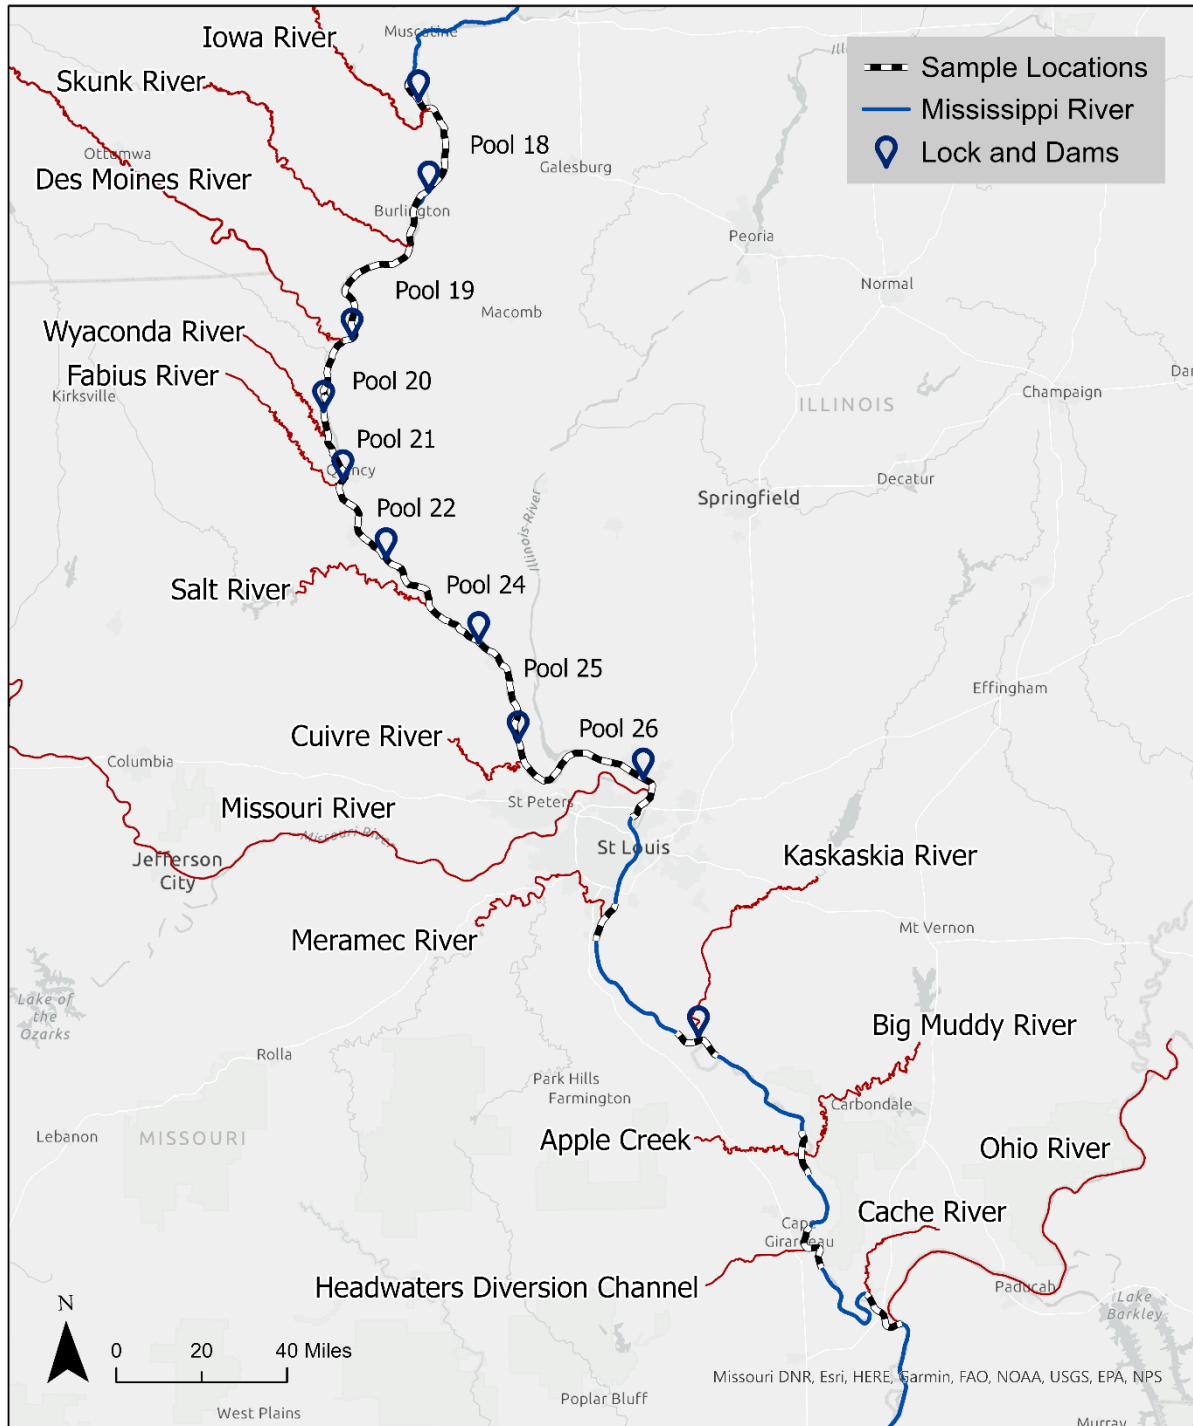 Iowa River
Muscatine
Sample Locations
Mississippi River
Lock and Dams
Skunk River
Pool 18
Ottumwa
Galesburg
Des Moines River
Burlington
Peoria
Pool 19
Normal
Macomb
Wyaconda River
Fabius River
Pool 20
Kirksville
Champaign
ILLINOIS
Pool 21
Quincy
Decatur
Springfield
Pool 22
Illinois River
Salt River
Pool 24
Pool 25
Effingham
Cuivre River
Pool 26
Columbia
St Peters
Missouri River
Missouri River
St Louis
Jefferson
City
Kaskaskia River
Meramec River
Mt Vernon
Lake of
the
Ozarks
Big Muddy River
Rolla
Park Hills
Farmington
Carbondale
Lebanon
MISSOURI
Apple Creek
Ohio River
Cache River
Cape
Girardeau
Headwaters Diversion Channel
Paducah
Lake
Barkley
N
0 20 40 Miles
Missouri DNR, Esri, HERE, Garmin, FAO, NOAA, USGS, EPA, NPS
Poplar Bluff
West Plains
Murray